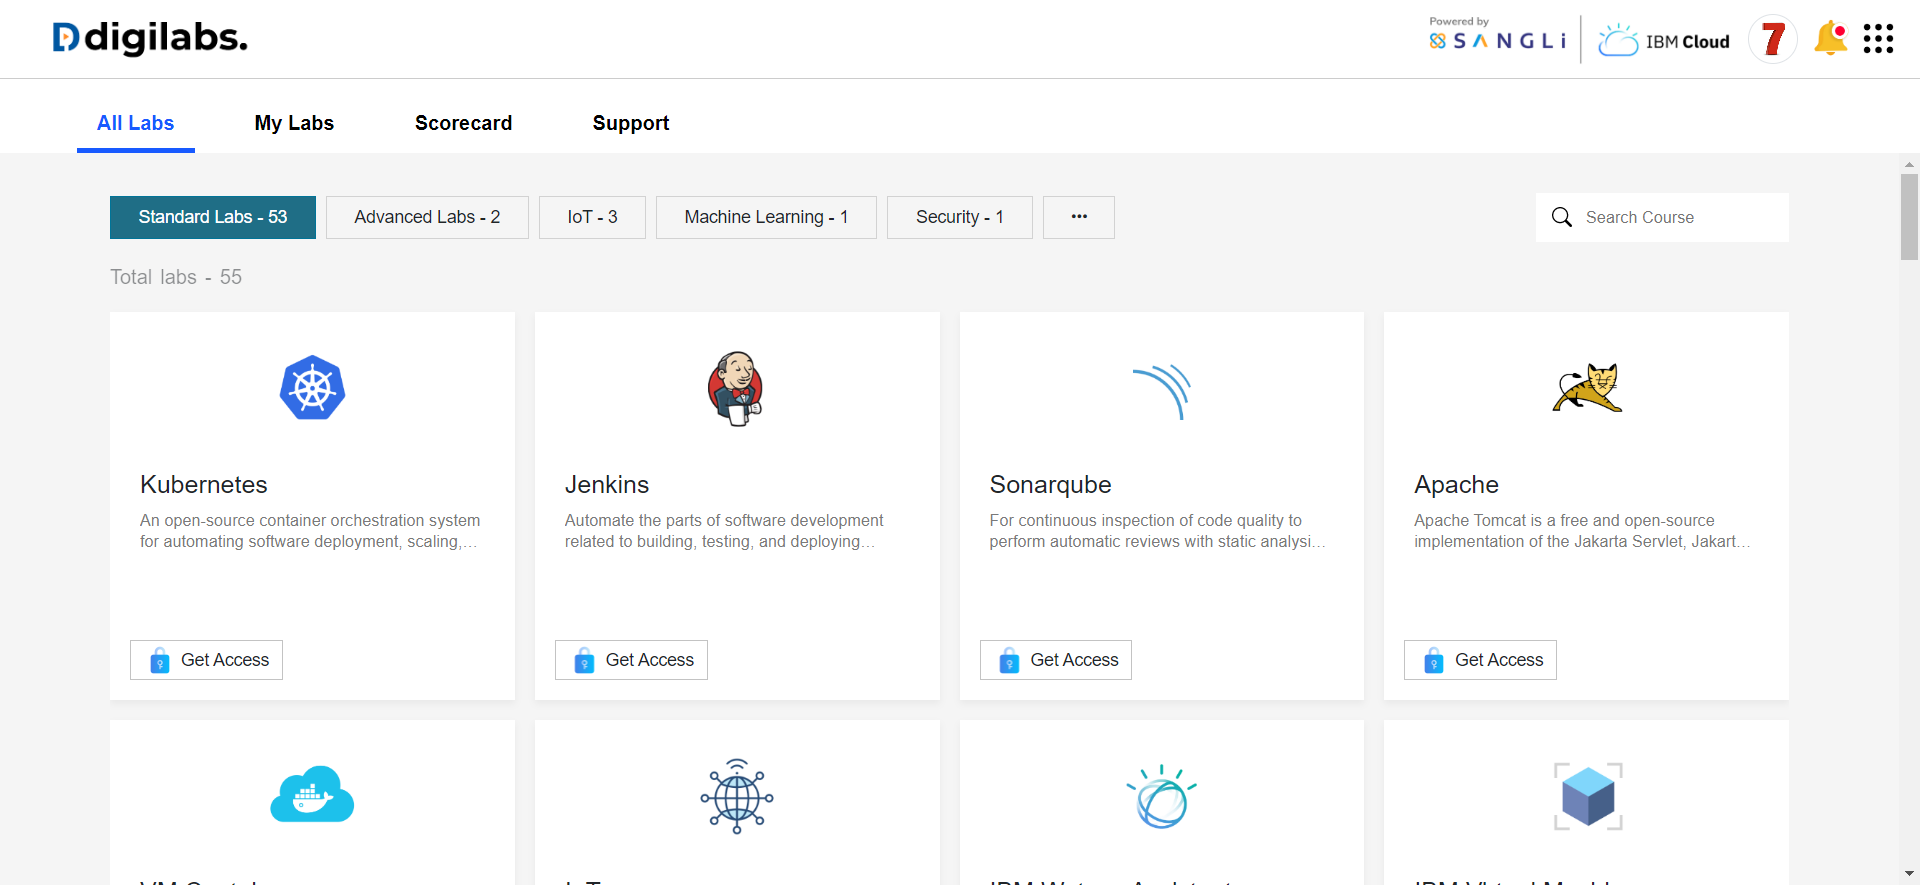 digilabs.
Powered by
SANGLi
IBM Cloud
7
All Labs
My Labs
Scorecard
Support
Standard Labs - 53
Advanced Labs - 2
IoT - 3
Machine Learning - 1
Security - 1
•••
Search Course
Total labs - 55
Kubernetes
An open-source container orchestration system
for automating software deployment, scaling,…
Get Access
Jenkins
Automate the parts of software development
related to building, testing, and deploying…
Get Access
Sonarqube
For continuous inspection of code quality to
perform automatic reviews with static analysi…
Get Access
Apache
Apache Tomcat is a free and open-source
implementation of the Jakarta Servlet, Jakart…
Get Access